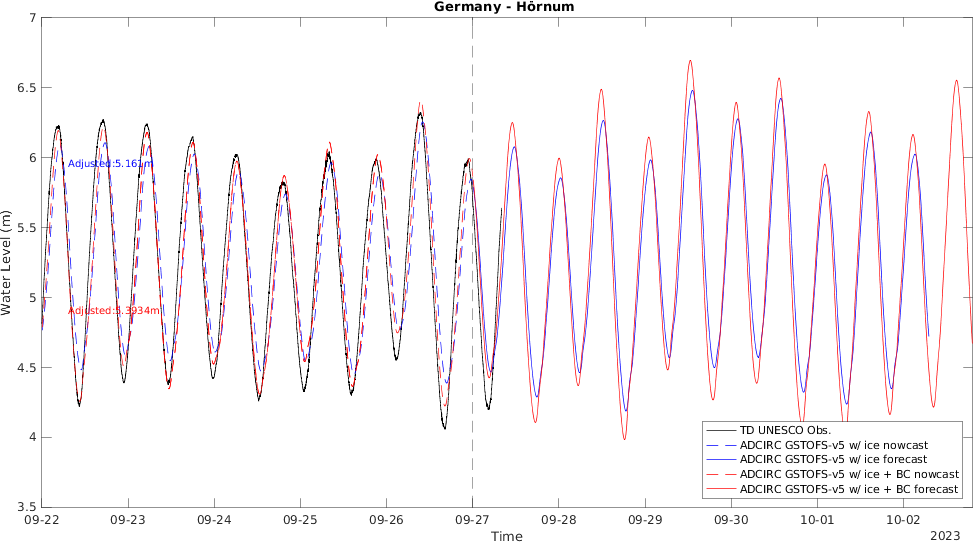 Germany - Hörnum
7
6.5
6
5.5
5
4.5
4
3.5
Water Level (m)
Adjusted:5.161m
Adjusted:5.3934m
TD UNESCO Obs.
ADCIRC GSTOFS-v5 w/ ice nowcast
ADCIRC GSTOFS-v5 w/ ice forecast
ADCIRC GSTOFS-v5 w/ ice + BC nowcast
ADCIRC GSTOFS-v5 w/ ice + BC forecast
09-22 09-23 09-24 09-25 09-26 09-27 09-28 09-29 09-30 10-01 10-02
Time
2023